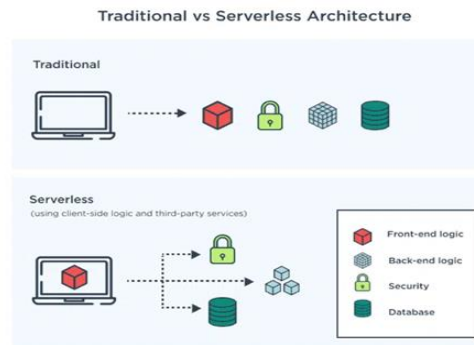 Traditional vs Serverless Architecture
Traditional
Serverless
(using client-side logic and third-party services)
Front-end logic
Back-end logic
Security
Database